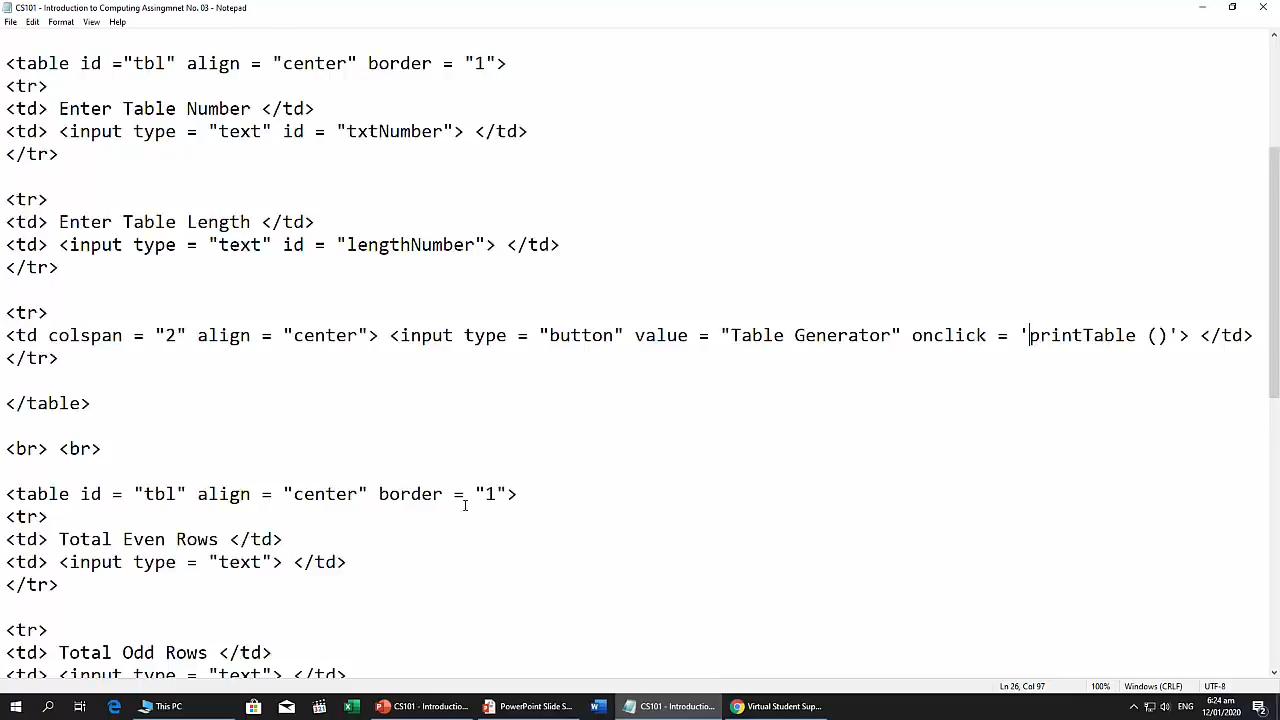 CS101 - Introduction to Computing Assingmnet No. 03 - Notepad
File Edit Format View Help
<table id ="tbl" align = "center" border = "1">
<tr>
<td> Enter Table Number </td>
<td> <input type = "text" id = "txtNumber"> </td>
</tr>
<tr>
<td> Enter Table Length </td>
<td> <input type = "text" id = "lengthNumber"> </td>
</tr>
<tr>
<td colspan = "2" align = "center"> <input type = "button" value = "Table Generator" onclick = 'printTable ()'> </td>
</tr>
</table>
<br> <br>
<table id = "tbl" align = "center" border = "1">
<tr>
<td> Total Even Rows </td>
<td> <input type = "text"> </td>
</tr>
<tr>
<td> Total Odd Rows </td>
<td> <input type = "text"> </td>
Ln 26, Col 97 100% Windows (CRLF) UTF-8
This PC CS101 - Introductio... PowerPoint Slide S... CS101 - Introductio... Virtual Student Sup... ENG 6:24 am
12/01/2020